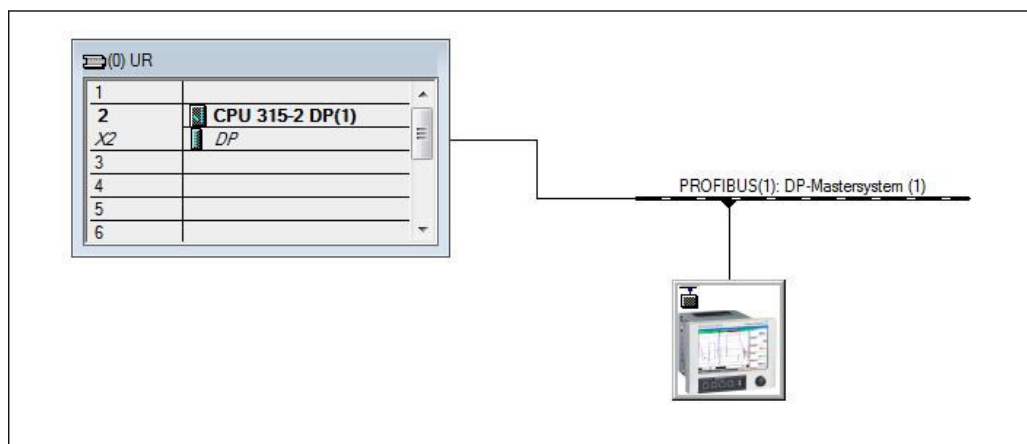 (0) UR
1
2 CPU 315-2 DP(1)
X2 DP
3
4
5
6
PROFIBUS(1): DP-Mastersystem (1)